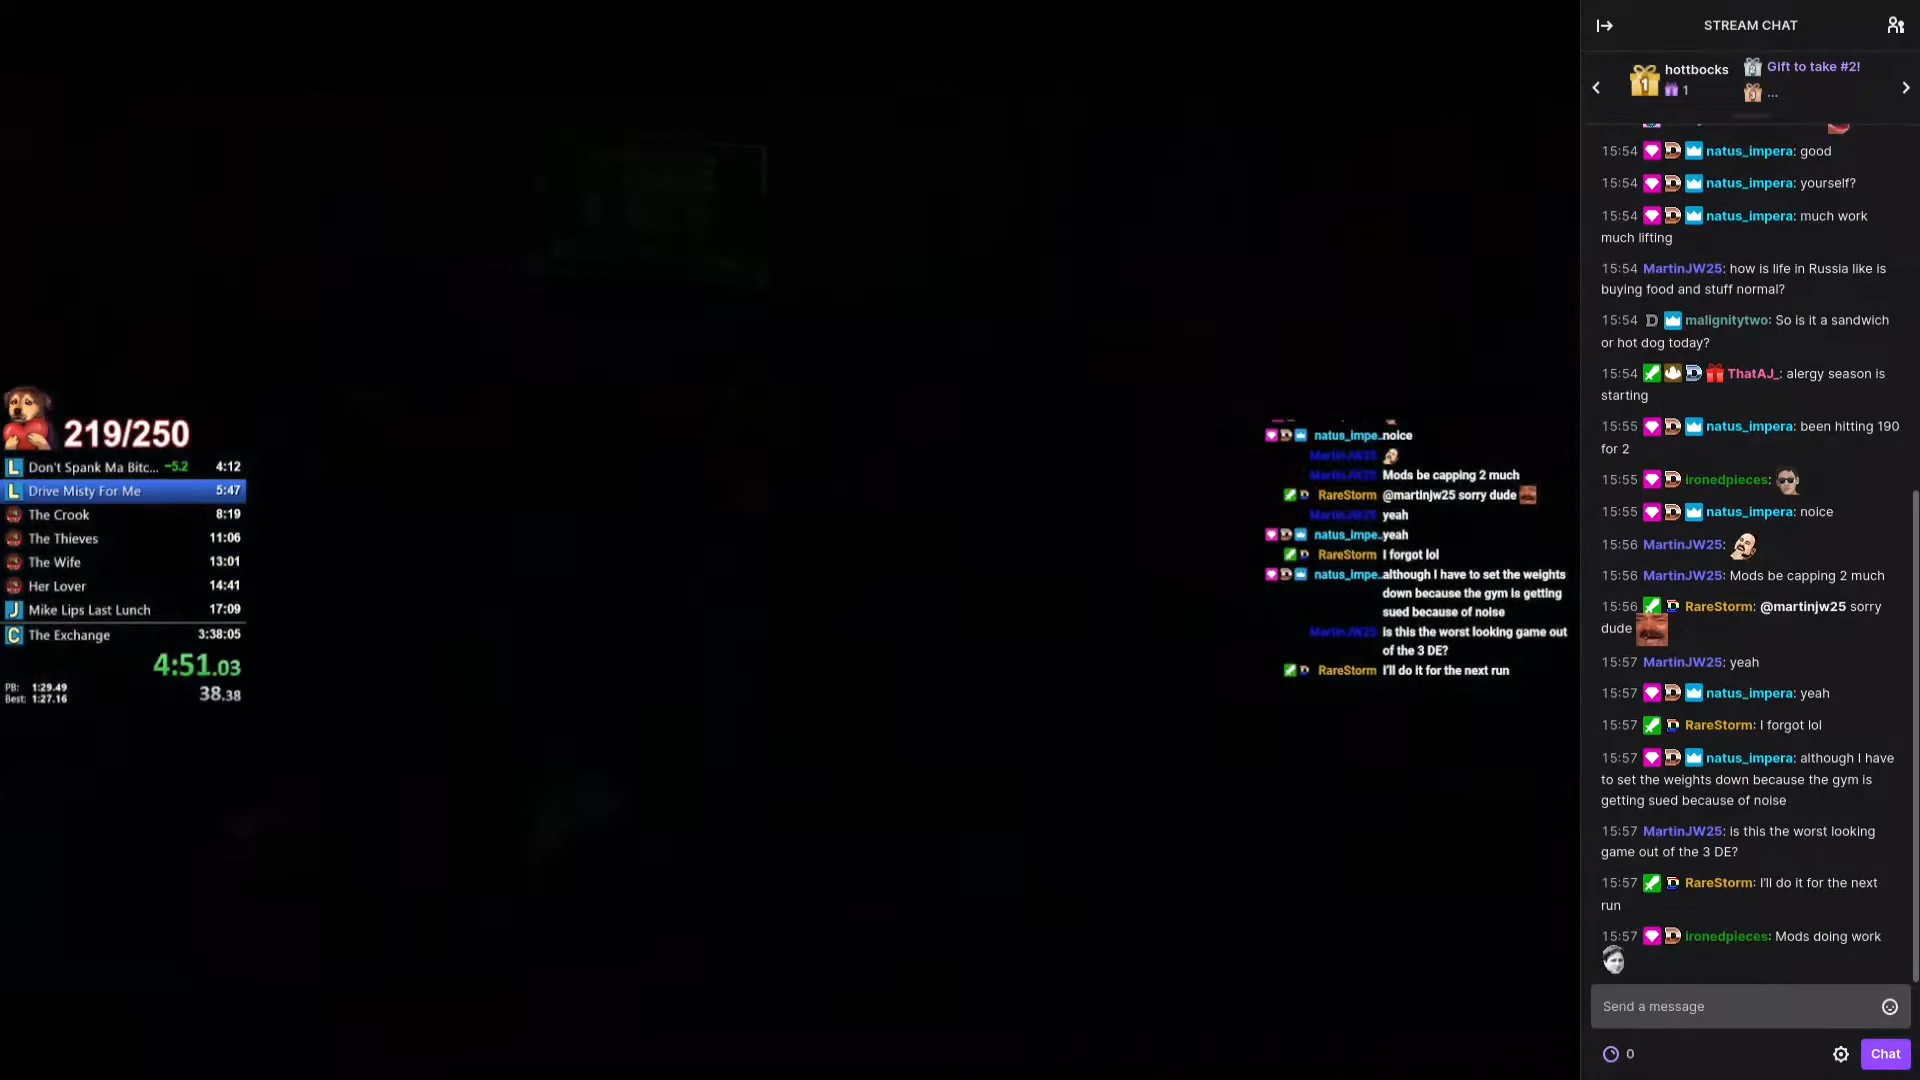 219/250
L Don't Spank Ma Bitc... −5.2 4:12
L Drive Misty For Me 5:47
The Crook 8:19
The Thieves 11:06
The Wife 13:01
Her Lover 14:41
J Mike Lips Last Lunch 17:09
C The Exchange 3:38:05
4:51.03
PB: 1:29.49
Best: 1:27.16
38.38
natus_impe..noice
MartinJW25
MartinJW25 Mods be capping 2 much
RareStorm @martinjw25 sorry dude
MartinJW25 yeah
natus_impe..yeah
RareStorm I forgot lol
natus_impe..although I have to set the weights
down because the gym is getting
sued because of noise
MartinJW25 is this the worst looking game out
of the 3 DE?
RareStorm I'll do it for the next run
STREAM CHAT
1 hottbocks
1
Gift to take #2!
...
15:54 natus_impera: good
15:54 natus_impera: yourself?
15:54 natus_impera: much work
much lifting
15:54 MartinJW25: how is life in Russia like is
buying food and stuff normal?
15:54 malignitytwo: So is it a sandwich
or hot dog today?
15:54 ThatAJ_: alergy season is
starting
15:55 natus_impera: been hitting 190
for 2
15:55 ironedpieces:
15:55 natus_impera: noice
15:56 MartinJW25:
15:56 MartinJW25: Mods be capping 2 much
15:56 RareStorm: @martinjw25 sorry
dude
15:57 MartinJW25: yeah
15:57 natus_impera: yeah
15:57 RareStorm: I forgot lol
15:57 natus_impera: although I have
to set the weights down because the gym is
getting sued because of noise
15:57 MartinJW25: is this the worst looking
game out of the 3 DE?
15:57 RareStorm: I'll do it for the next
run
15:57 ironedpieces: Mods doing work
Send a message
0
Chat